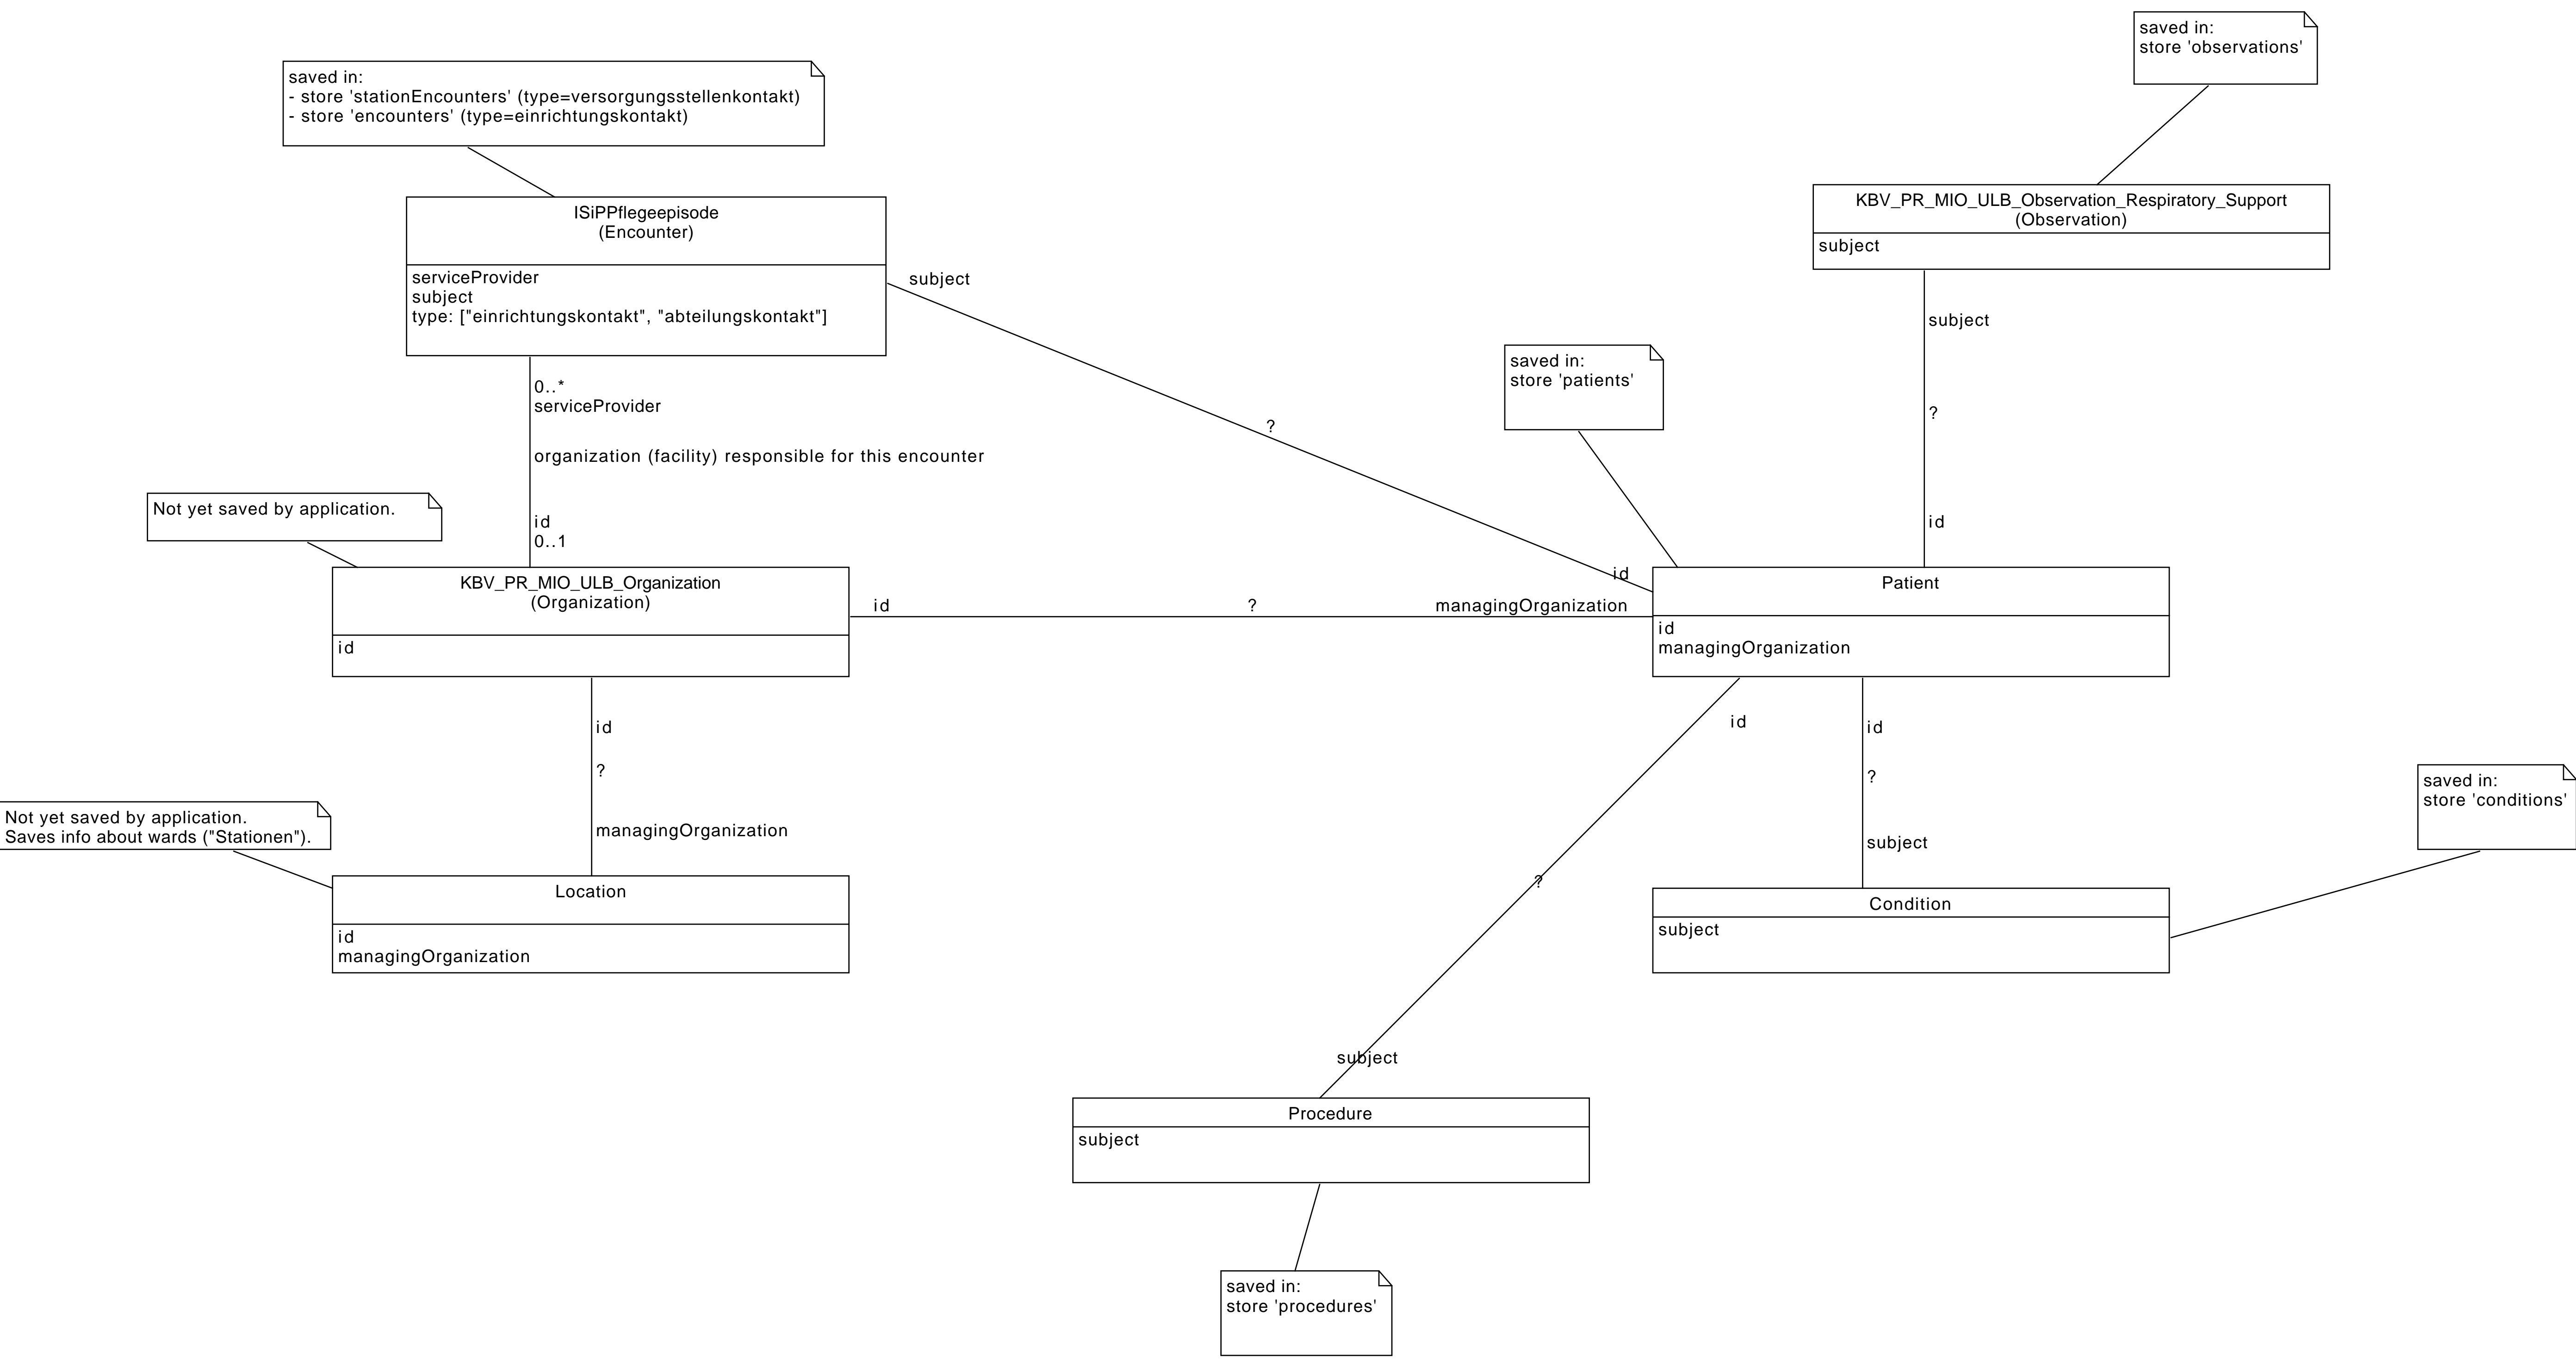 saved in:
store 'observations'
saved in:
- store 'stationEncounters' (type=versorgungsstellenkontakt)
- store 'encounters' (type=einrichtungskontakt)
ISiPPflegeepisode
(Encounter)
serviceProvider
subject
type: ["einrichtungskontakt", "abteilungskontakt"]
KBV_PR_MIO_ULB_Observation_Respiratory_Support
(Observation)
subject
subject
?
id
subject
?
id
saved in:
store 'patients'
0..*
serviceProvider
organization (facility) responsible for this encounter
id
0..1
Not yet saved by application.
KBV_PR_MIO_ULB_Organization
(Organization)
id
id
?
managingOrganization
Patient
id
managingOrganization
id
?
managingOrganization
id
?
subject
id
?
subject
Not yet saved by application.
Saves info about wards ("Stationen").
Location
id
managingOrganization
saved in:
store 'conditions'
Condition
subject
Procedure
subject
saved in:
store 'procedures'